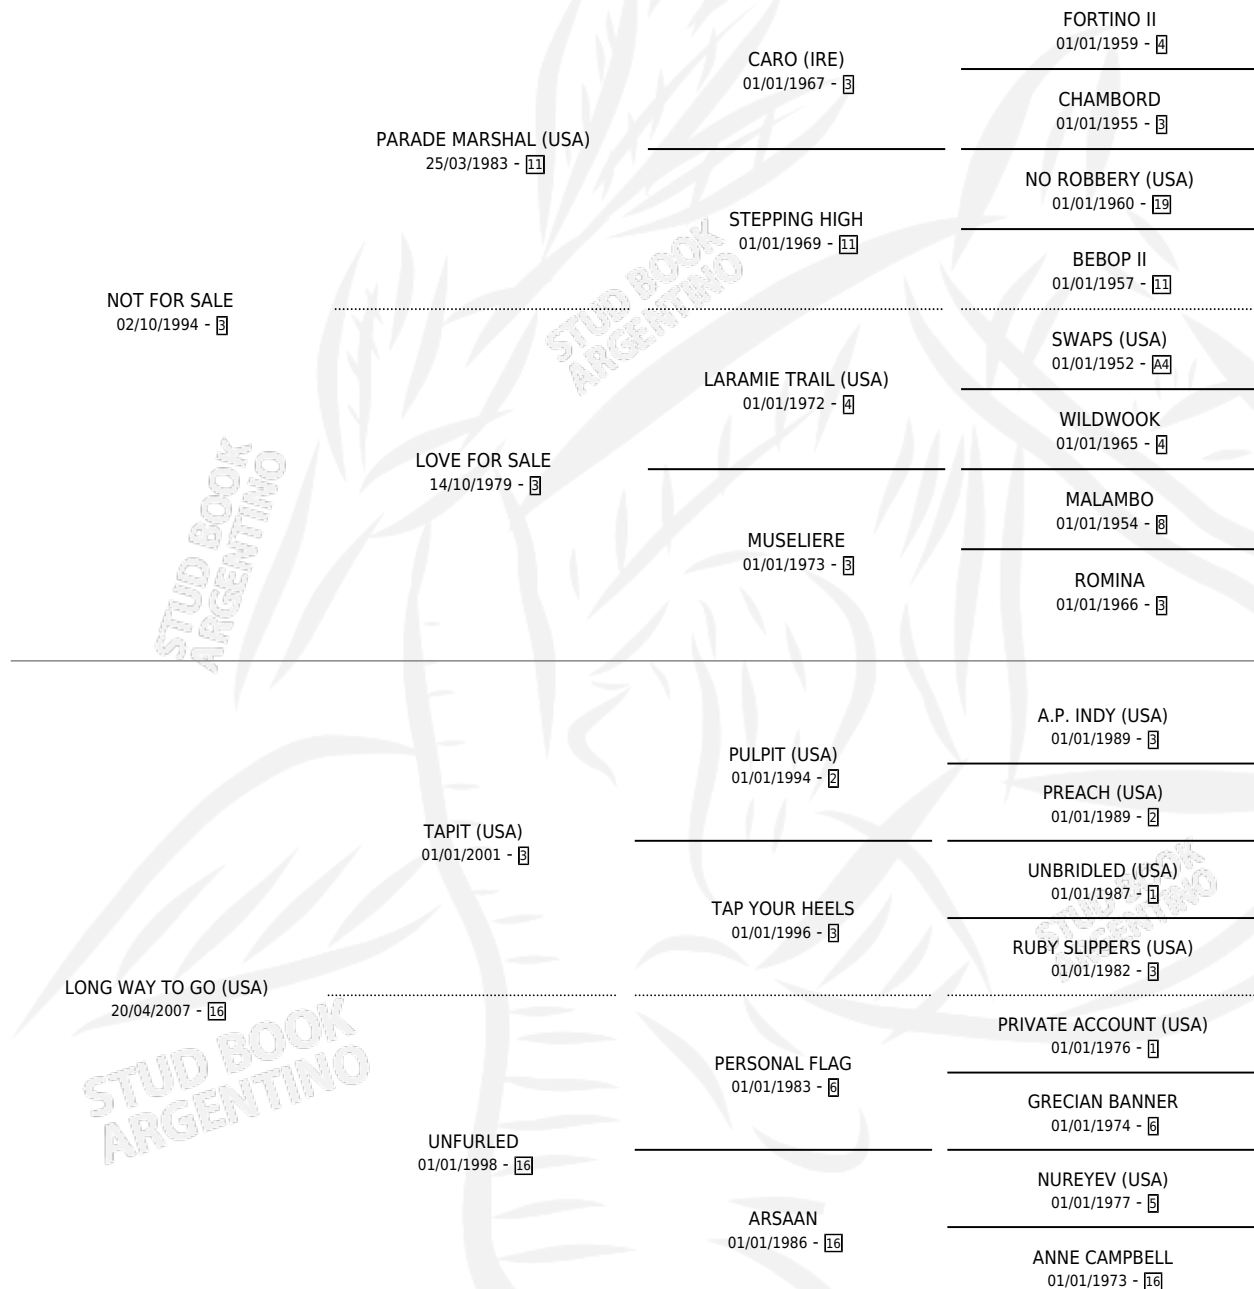 FORTINO II
01/01/1959 - 4
CARO (IRE)
01/01/1967 - 3
CHAMBORD
01/01/1955 - 3
PARADE MARSHAL (USA)
25/03/1983 - 11
NO ROBBERY (USA)
01/01/1960 - 19
STEPPING HIGH
01/01/1969 - 11
BEBOP II
01/01/1957 - 11
NOT FOR SALE
02/10/1994 - 3
SWAPS (USA)
01/01/1952 - A4
LARAMIE TRAIL (USA)
01/01/1972 - 4
WILDWOOK
01/01/1965 - 4
LOVE FOR SALE
14/10/1979 - 3
MALAMBO
01/01/1954 - 8
MUSELIERE
01/01/1973 - 3
ROMINA
01/01/1966 - 3
STUD BOOK
ARGENTINO
STUD BOOK
ARGENTINO
A.P. INDY (USA)
01/01/1989 - 3
PULPIT (USA)
01/01/1994 - 2
PREACH (USA)
01/01/1989 - 2
TAPIT (USA)
01/01/2001 - 3
UNBRIDLED (USA)
01/01/1987 - 1
TAP YOUR HEELS
01/01/1996 - 3
RUBY SLIPPERS (USA)
01/01/1982 - 3
STUD BOOK
ARGENTINO
LONG WAY TO GO (USA)
20/04/2007 - 16
PRIVATE ACCOUNT (USA)
01/01/1976 - 1
PERSONAL FLAG
01/01/1983 - 6
GRECIAN BANNER
01/01/1974 - 6
STUD BOOK
ARGENTINO
UNFURLED
01/01/1998 - 16
NUREYEV (USA)
01/01/1977 - 5
ARSAAN
01/01/1986 - 16
ANNE CAMPBELL
01/01/1973 - 16